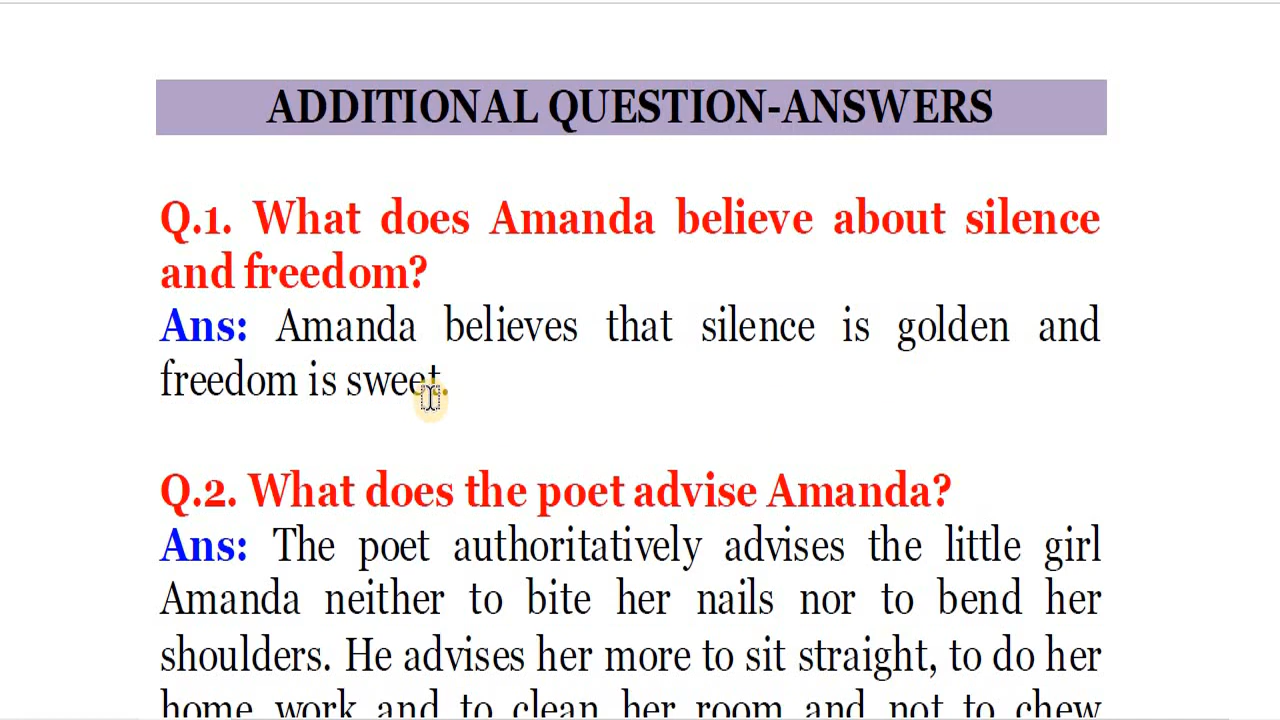 ADDITIONAL QUESTION-ANSWERS
Q.1. What does Amanda believe about silence
and freedom?
Ans: Amanda believes that silence is golden and
freedom is sweet.
Q.2. What does the poet advise Amanda?
Ans: The poet authoritatively advises the little girl
Amanda neither to bite her nails nor to bend her
shoulders. He advises her more to sit straight, to do her
home work and to clean her room and not to chew